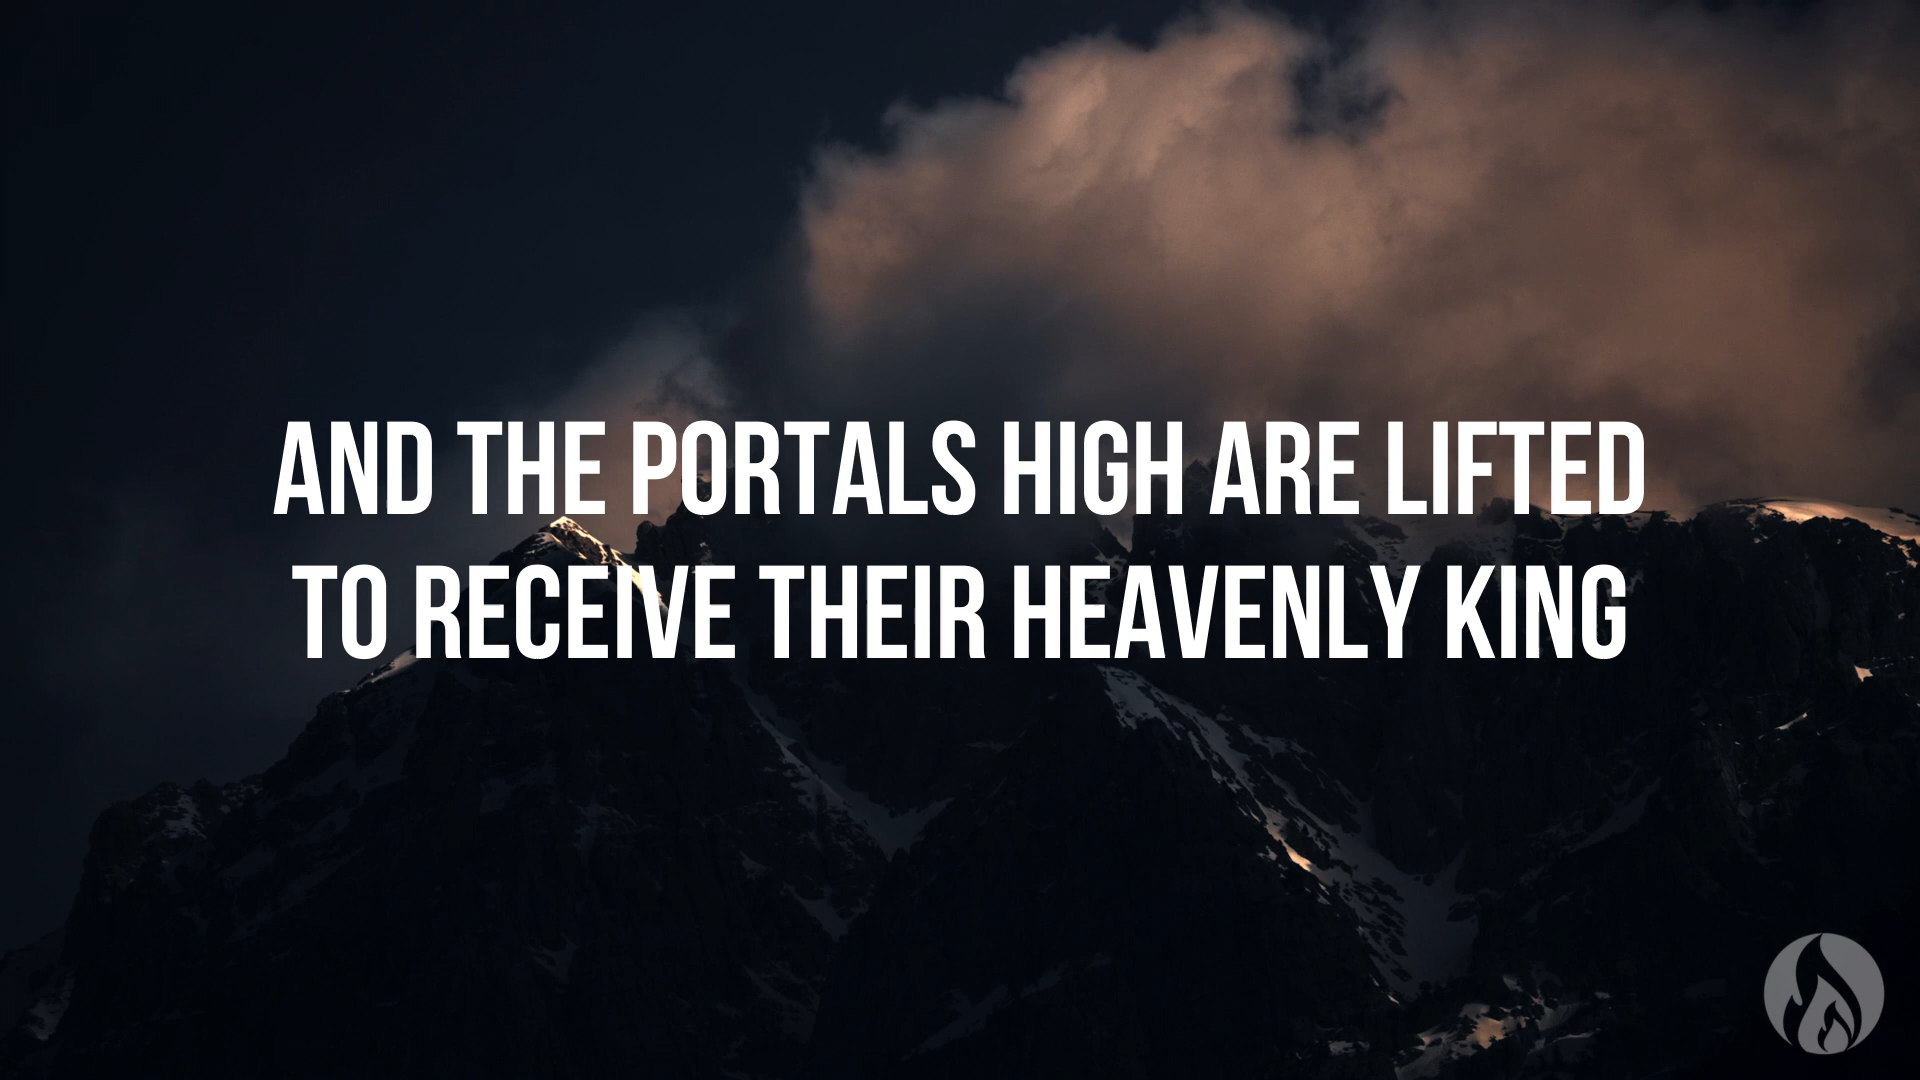 AND THE PORTALS HIGH ARE LIFTED
TO RECEIVE THEIR HEAVENLY KING